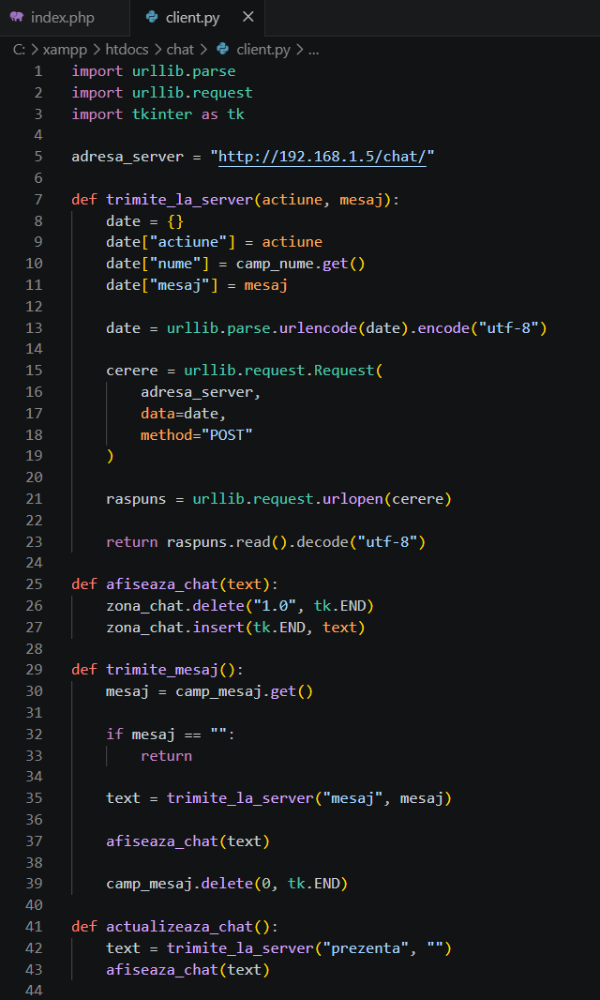 index.php client.py ×
C: > xampp > htdocs > chat > client.py > ...
1 import urllib.parse
2 import urllib.request
3 import tkinter as tk
4
5 adresa_server = "http://192.168.1.5/chat/"
6
7 def trimite_la_server(actiune, mesaj):
8     date = {}
9     date["actiune"] = actiune
10     date["nume"] = camp_nume.get()
11     date["mesaj"] = mesaj
12
13     date = urllib.parse.urlencode(date).encode("utf-8")
14
15     cerere = urllib.request.Request(
16         adresa_server,
17         data=date,
18         method="POST"
19     )
20
21     raspuns = urllib.request.urlopen(cerere)
22
23     return raspuns.read().decode("utf-8")
24
25 def afiseaza_chat(text):
26     zona_chat.delete("1.0", tk.END)
27     zona_chat.insert(tk.END, text)
28
29 def trimite_mesaj():
30     mesaj = camp_mesaj.get()
31
32     if mesaj == "":
33         return
34
35     text = trimite_la_server("mesaj", mesaj)
36
37     afiseaza_chat(text)
38
39     camp_mesaj.delete(0, tk.END)
40
41 def actualizeaza_chat():
42     text = trimite_la_server("prezenta", "")
43     afiseaza_chat(text)
44